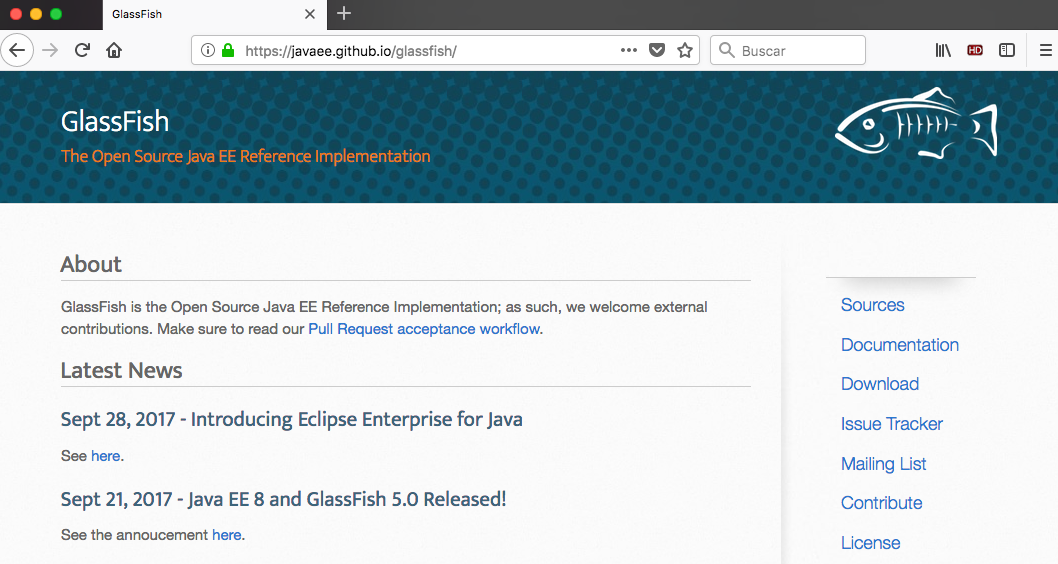 GlassFish
https://javaee.github.io/glassfish/
Buscar
HD
GlassFish
The Open Source Java EE Reference Implementation
About
GlassFish is the Open Source Java EE Reference Implementation; as such, we welcome external
contributions. Make sure to read our Pull Request acceptance workflow.
Latest News
Sept 28, 2017 - Introducing Eclipse Enterprise for Java
See here.
Sept 21, 2017 - Java EE 8 and GlassFish 5.0 Released!
See the annoucement here.
Sources
Documentation
Download
Issue Tracker
Mailing List
Contribute
License